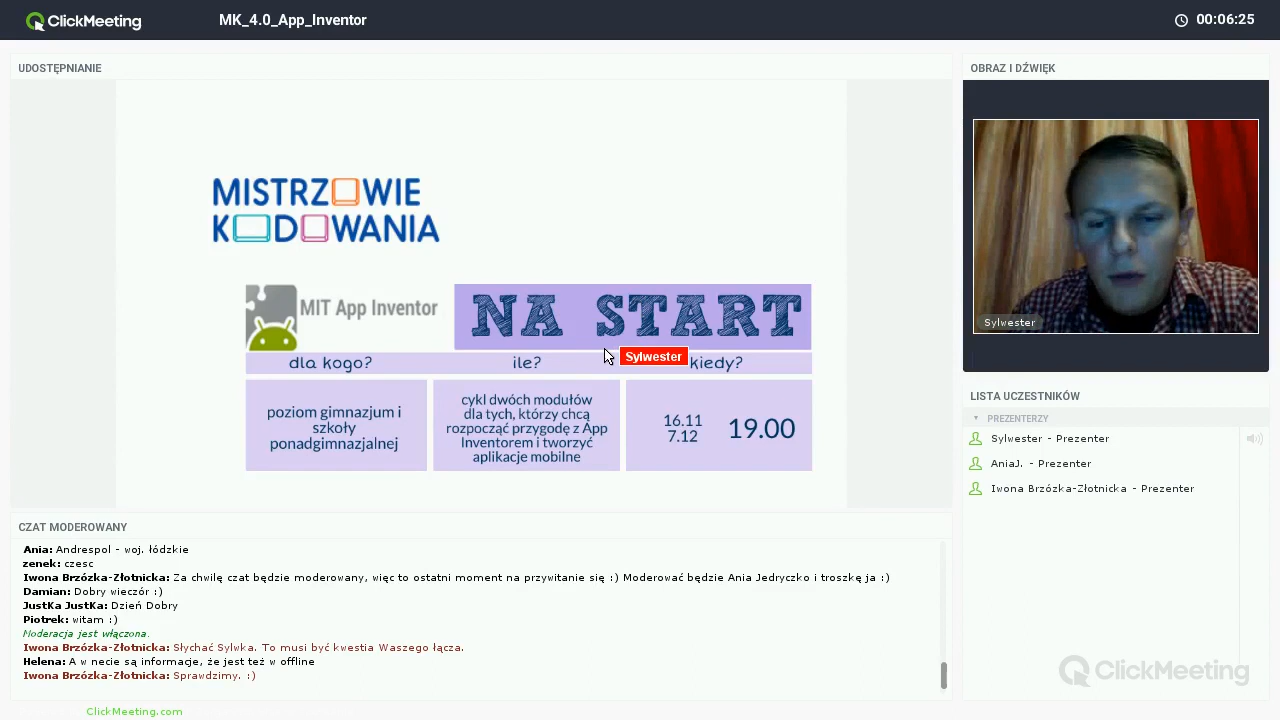 ClickMeeting
MK_4.0_App_Inventor
00:06:25
UDOSTĘPNIANIE
MISTRZOWIE
KODOWANIA
MIT App Inventor
NA START
Sylwester
dla kogo?
ile?
kiedy?
poziom gimnazjum i
szkoły
ponadgimnazjalnej
cykl dwóch modułów
dla tych, którzy chcą
rozpocząć przygodę z App
Inventorem i tworzyć
aplikacje mobilne
16.11
7.12
19.00
OBRAZ I DŹWIĘK
Sylwester
LISTA UCZESTNIKÓW
PREZENTERZY
Sylwester - Prezenter
AniaJ. - Prezenter
Iwona Brzózka-Złotnicka - Prezenter
CZAT MODEROWANY
Ania: Andrespol - woj. łódzkie
zenek: czesc
Iwona Brzózka-Złotnicka: Za chwilę czat będzie moderowany, więc to ostatni moment na przywitanie się :) Moderować będzie Ania Jedryczko i troszkę ja :)
Damian: Dobry wieczór :)
JustKa JustKa: Dzień Dobry
Piotrek: witam :)
Moderacja jest włączona.
Iwona Brzózka-Złotnicka: Słychać Sylwka. To musi być kwestia Waszego łącza.
Helena: A w necie są informacje, że jest też w offline
Iwona Brzózka-Złotnicka: Sprawdzimy. :)
ClickMeeting
ClickMeeting.com